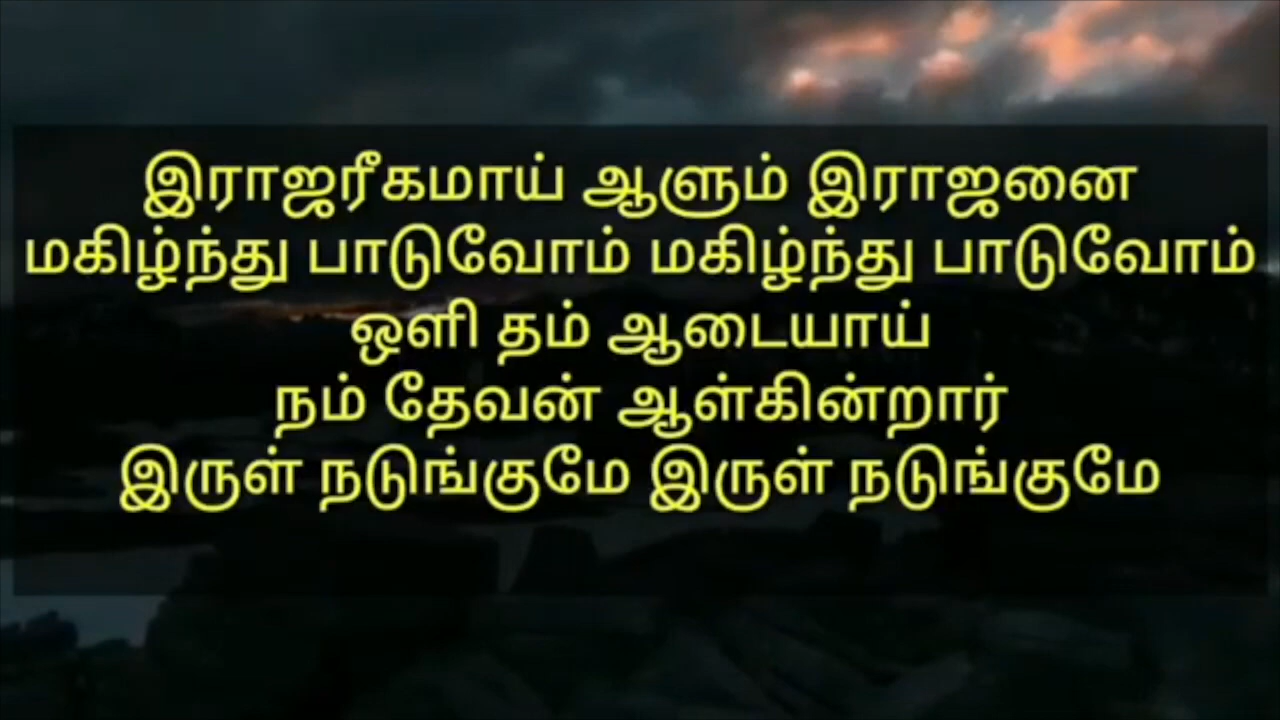 இராஜரீகமாய் ஆளும் இராஜனை
மகிழ்ந்து பாடுவோம் மகிழ்ந்து பாடுவோம்
ஒளி தம் ஆடையாய்
நம் தேவன் ஆள்கின்றார்
இருள் நடுங்குமே இருள் நடுங்குமே